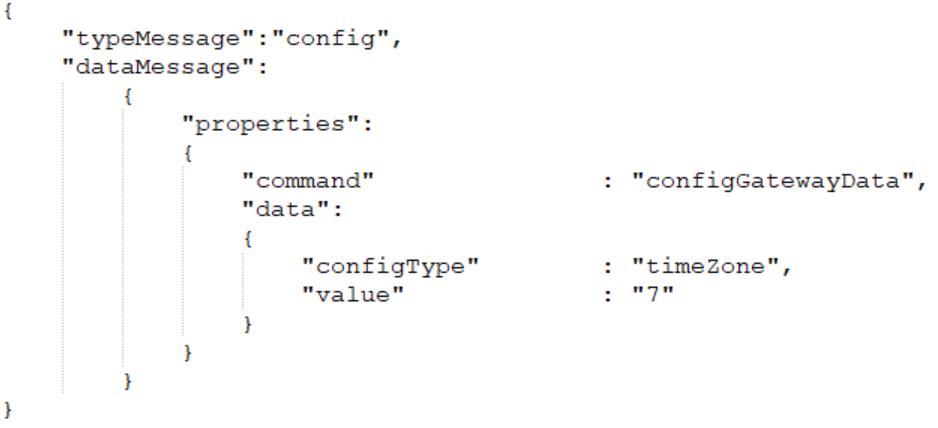 {
"typeMessage":"config",
"dataMessage":
{
"properties":
{
"command" : "configGatewayData",
"data":
{
"configType" : "timeZone",
"value" : "7"
}
}
}
}